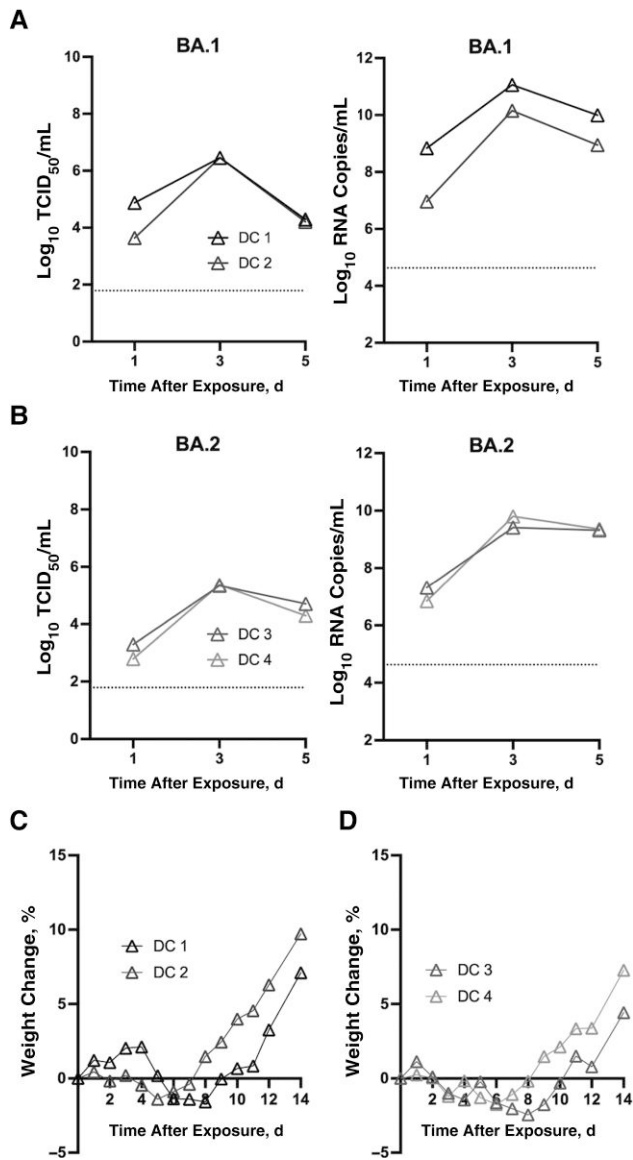 A
BA.1
BA.1
Log10 TCID50/mL
10
8
6
4
2
0
DC 1
DC 2
1
3
5
Time After Exposure, d
Log10 RNA Copies/mL
12
10
8
6
4
2
1
3
5
Time After Exposure, d
B
BA.2
BA.2
Log10 TCID50/mL
10
8
6
4
2
0
DC 3
DC 4
1
3
5
Time After Exposure, d
Log10 RNA Copies/mL
12
10
8
6
4
2
1
3
5
Time After Exposure, d
C
Weight Change, %
15
10
5
0
−5
DC 1
DC 2
2
4
6
8
10
12
14
Time After Exposure, d
D
Weight Change, %
15
10
5
0
−5
DC 3
DC 4
2
4
6
8
10
12
14
Time After Exposure, d